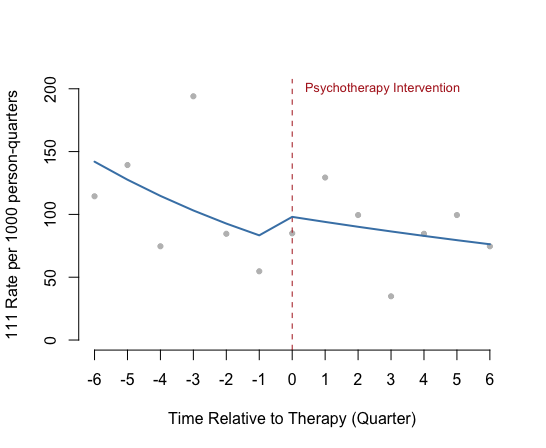 Psychotherapy Intervention
111 Rate per 1000 person-quarters
200
150
100
50
0
-6 -5 -4 -3 -2 -1 0 1 2 3 4 5 6
Time Relative to Therapy (Quarter)